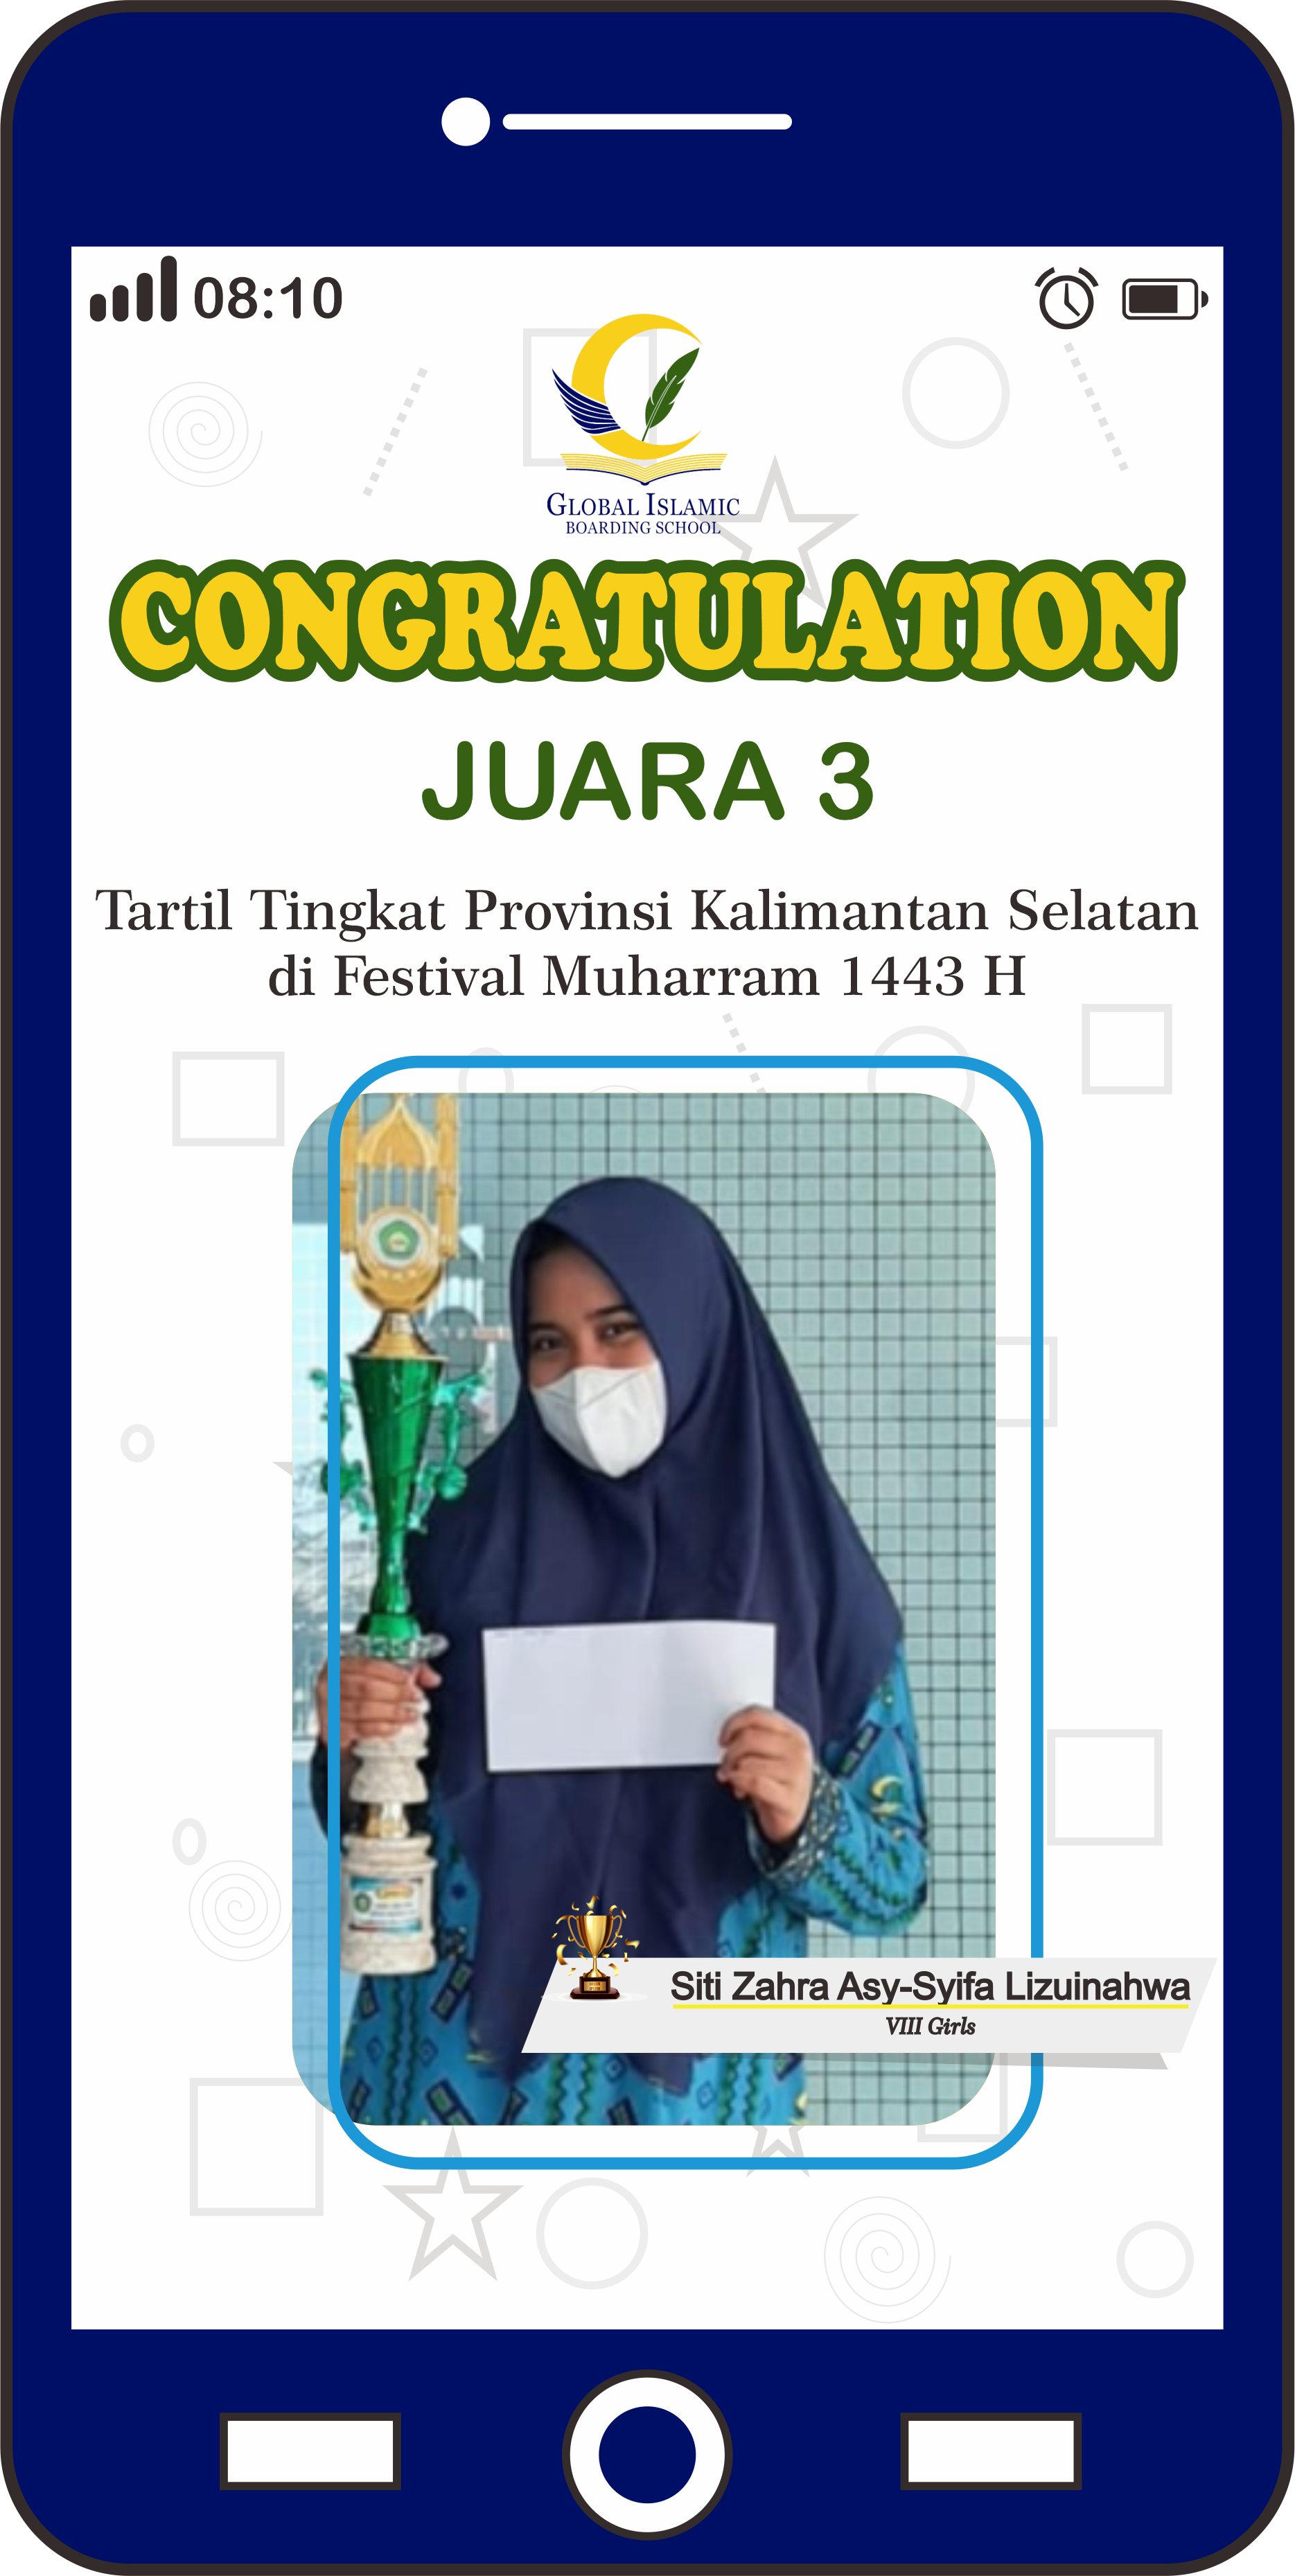 08:10
GLOBAL ISLAMIC
BOARDING SCHOOL
CONGRATULATION
JUARA 3
Tartil Tingkat Provinsi Kalimantan Selatan
di Festival Muharram 1443 H
Siti Zahra Asy-Syifa Lizuinahwa
VIII Girls